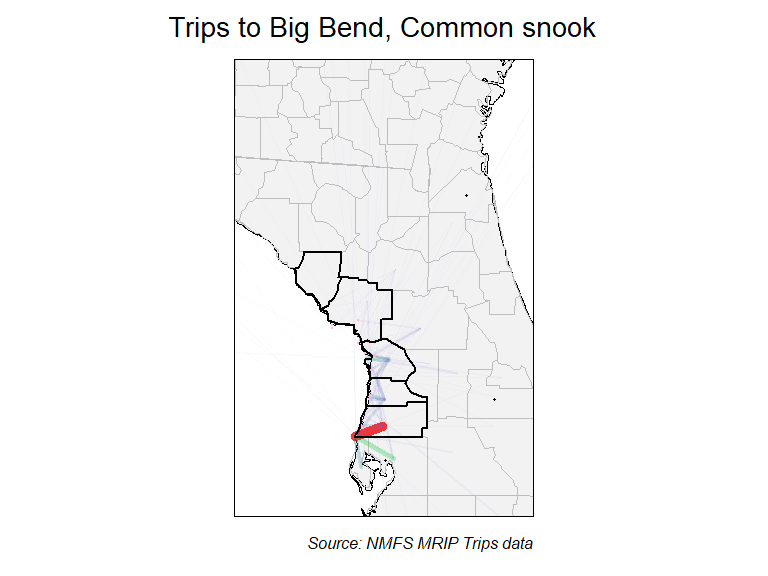 Trips to Big Bend, Common snook
Source: NMFS MRIP Trips data